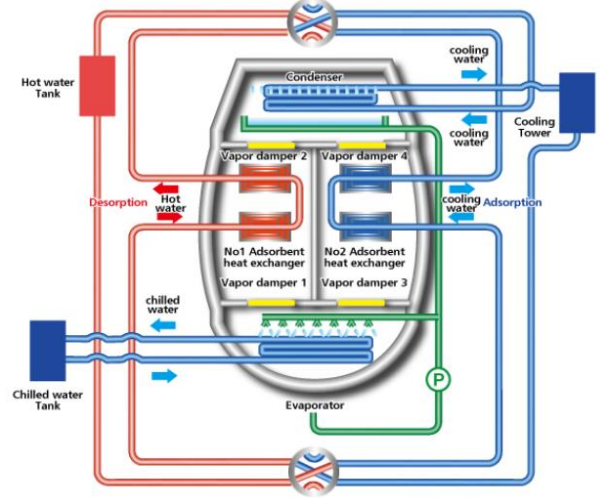 cooling
water
Condenser
Hot water
Tank
Cooling
Tower
cooling
water
Vapor damper 2
Vapor damper 4
Desorption
Hot
water
cooling
water
Adsorption
No1 Adsorbent
heat exchanger
No2 Adsorbent
heat exchanger
Vapor damper 1
Vapor damper 3
chilled
water
P
Chilled water
Tank
Evaporator